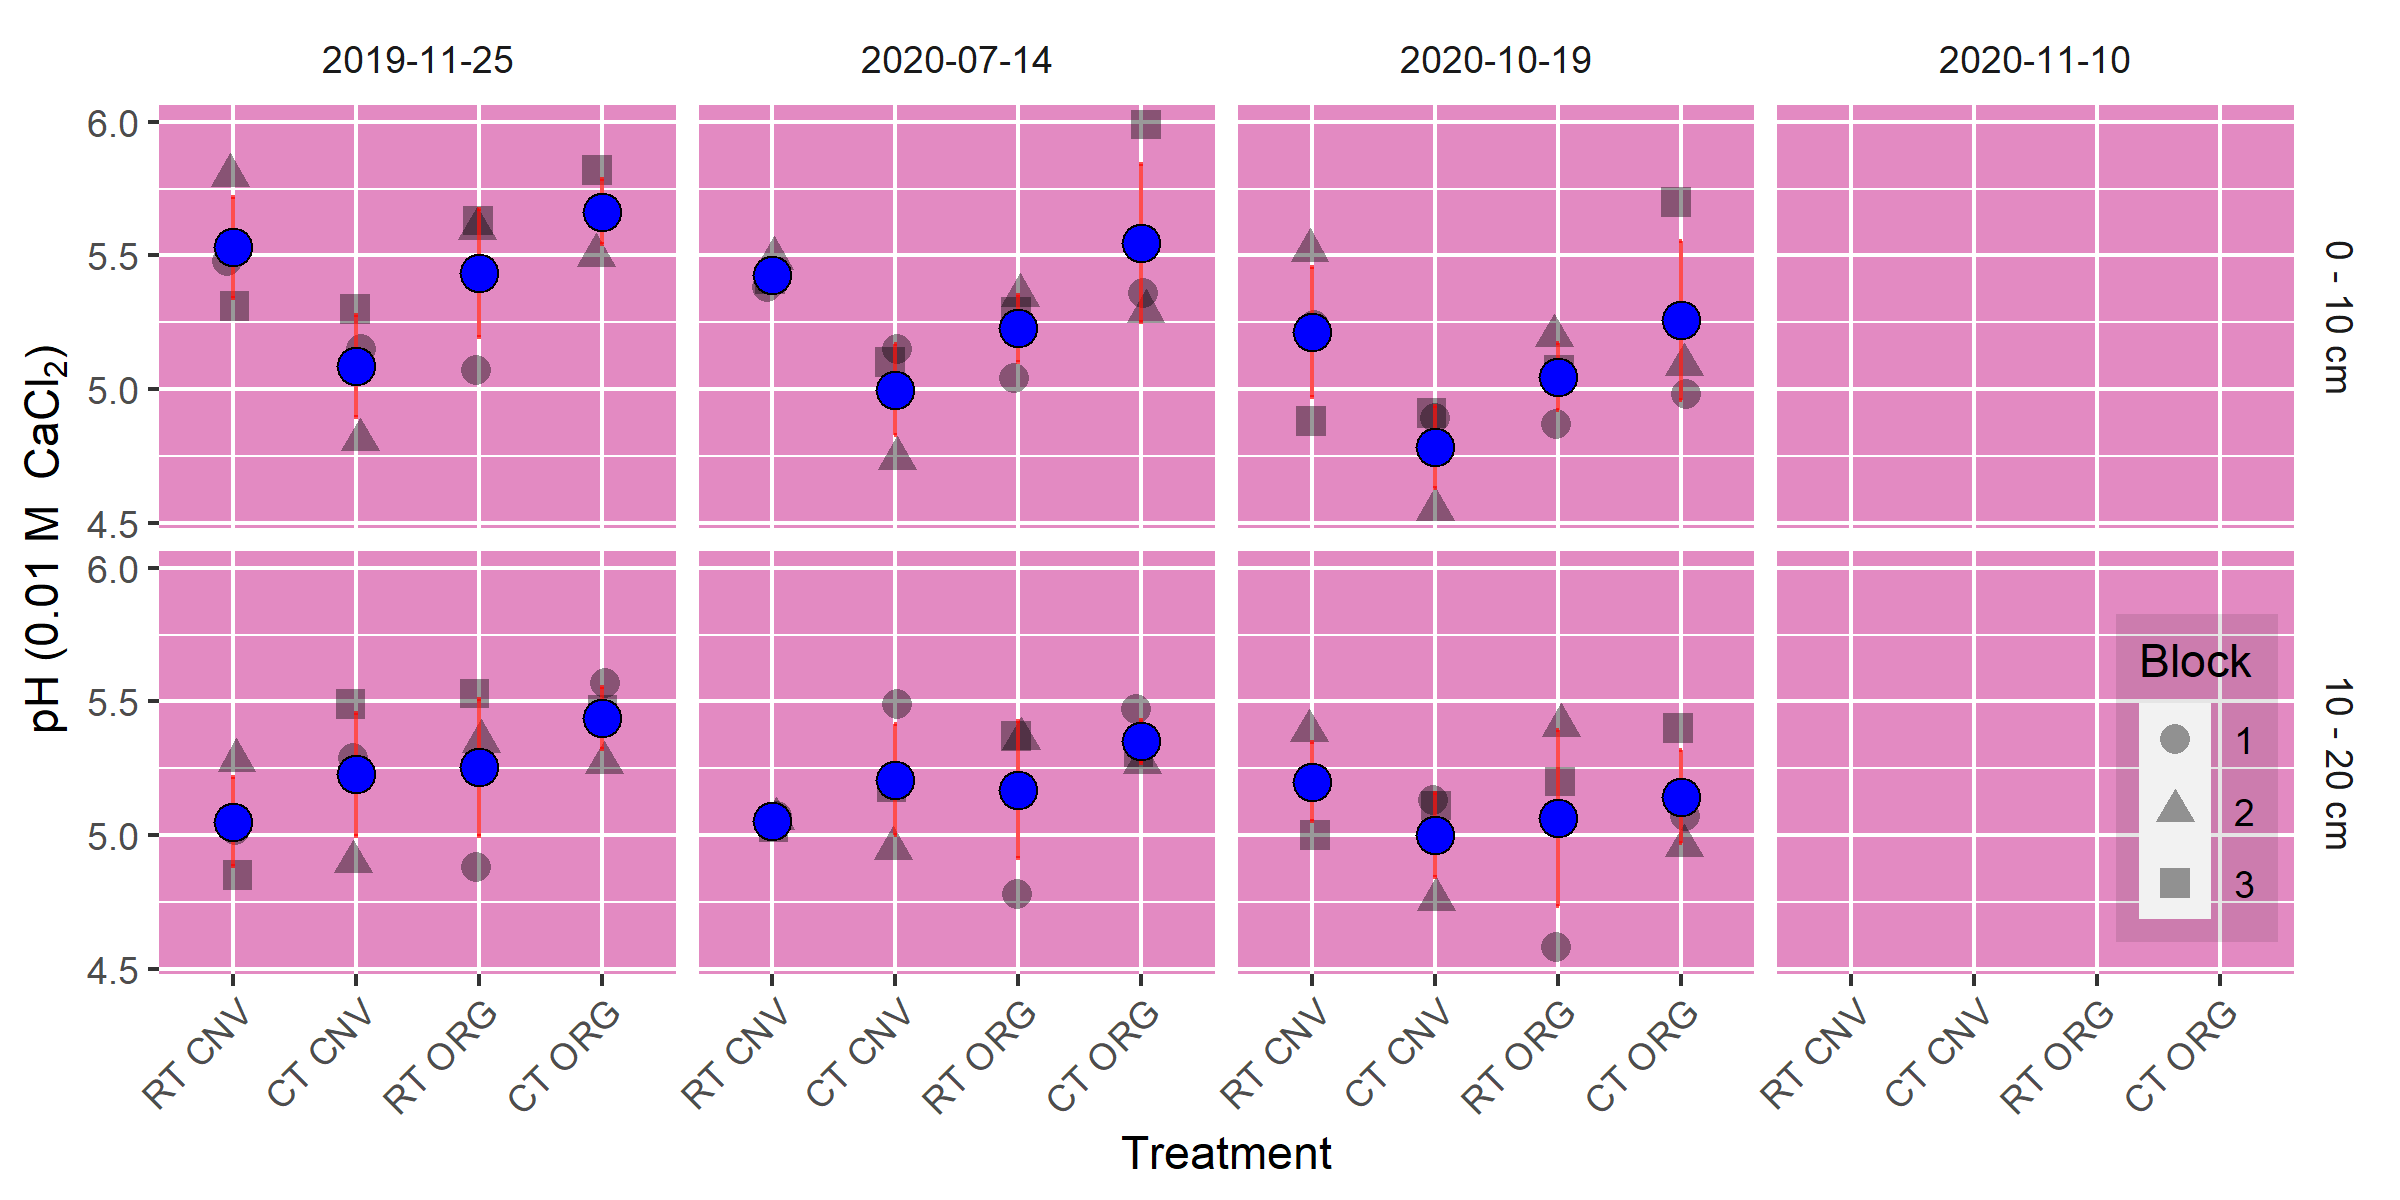 2019-11-25 2020-07-14 2020-10-19 2020-11-10
pH (0.01 M CaCl₂)
6.0
5.5
5.0
4.5
0 - 10 cm
6.0
5.5
5.0
4.5
10 - 20 cm
Block
1
2
3
RT CNV CT CNV RT ORG CT ORG RT CNV CT CNV RT ORG CT ORG RT CNV CT CNV RT ORG CT ORG RT CNV CT CNV RT ORG CT ORG
Treatment